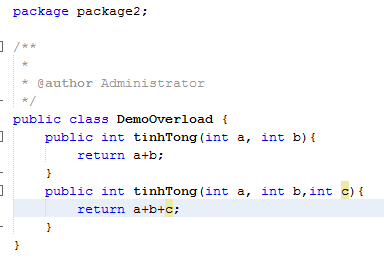 package package2;
/**
 *
 * @author Administrator
 */
public class DemoOverload {
    public int tinhTong(int a, int b){
        return a+b;
    }
    public int tinhTong(int a, int b,int c){
        return a+b+c;
    }
}